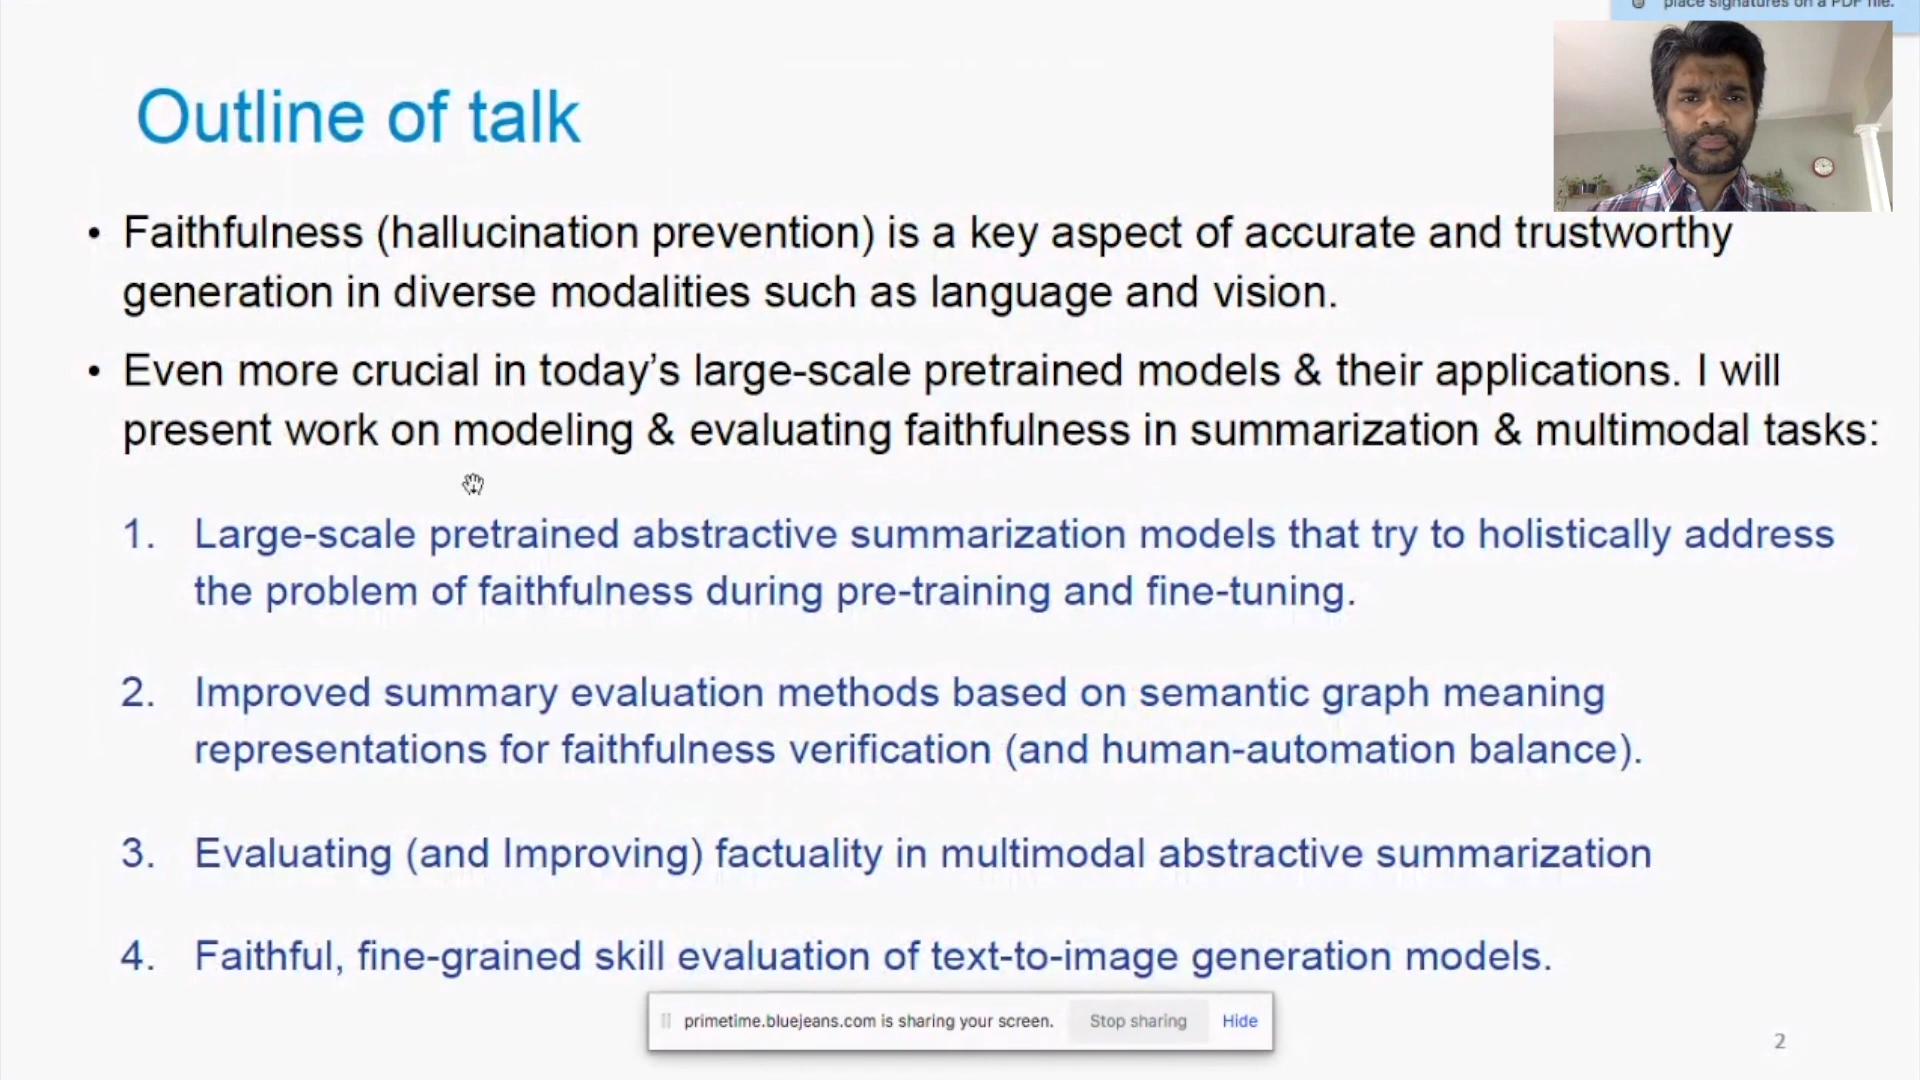 place signatures on a PDF file.
Outline of talk
• Faithfulness (hallucination prevention) is a key aspect of accurate and trustworthy
generation in diverse modalities such as language and vision.
• Even more crucial in today’s large-scale pretrained models & their applications. I will
present work on modeling & evaluating faithfulness in summarization & multimodal tasks:
1. Large-scale pretrained abstractive summarization models that try to holistically address
the problem of faithfulness during pre-training and fine-tuning.
2. Improved summary evaluation methods based on semantic graph meaning
representations for faithfulness verification (and human-automation balance).
3. Evaluating (and Improving) factuality in multimodal abstractive summarization
4. Faithful, fine-grained skill evaluation of text-to-image generation models.
primetime.bluejeans.com is sharing your screen. Stop sharing Hide
2